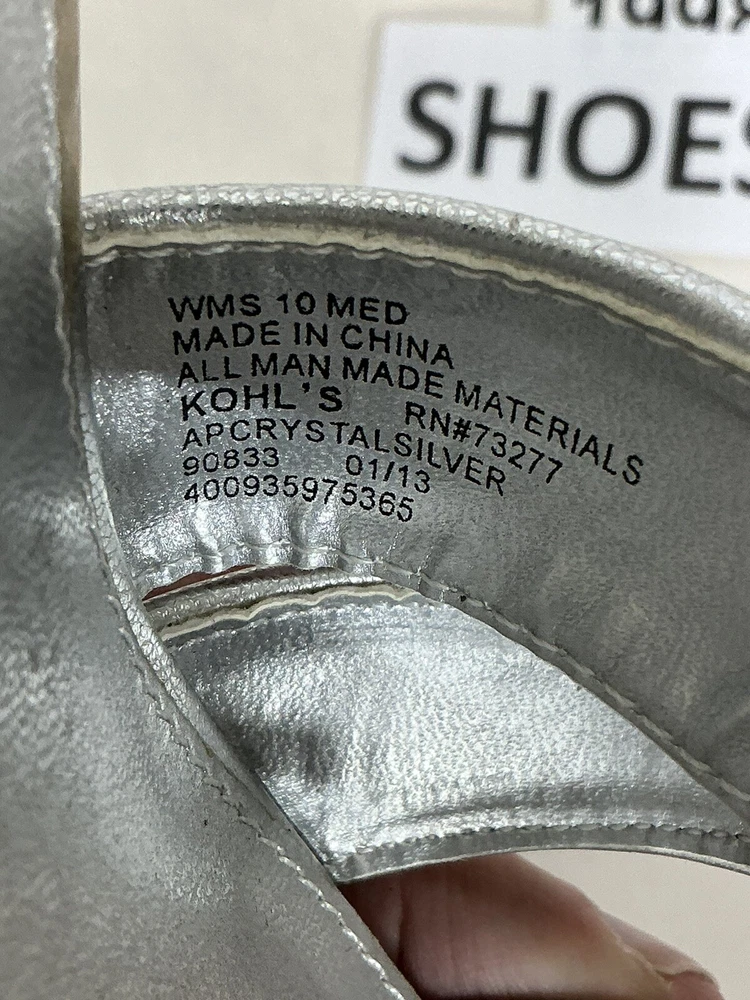 SHOES
WMS 10 MED
MADE IN CHINA
ALL MAN MADE MATERIALS
KOHL'S RN#73277
APCRYSTALSILVER
90833 01/13
400935975365